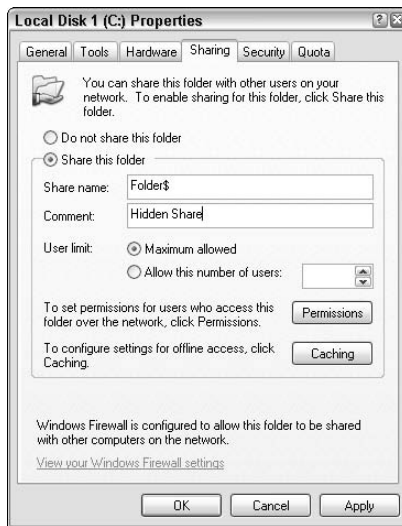 Local Disk 1 (C:) Properties
General Tools Hardware Sharing Security Quota
You can share this folder with other users on your
network. To enable sharing for this folder, click Share this
folder.
Do not share this folder
Share this folder
Share name: Folder$
Comment: Hidden Share
User limit: Maximum allowed
Allow this number of users:
To set permissions for users who access this
folder over the network, click Permissions.
Permissions
To configure settings for offline access, click
Caching.
Caching
Windows Firewall is configured to allow this folder to be shared
with other computers on the network.
View your Windows Firewall settings
OK Cancel Apply